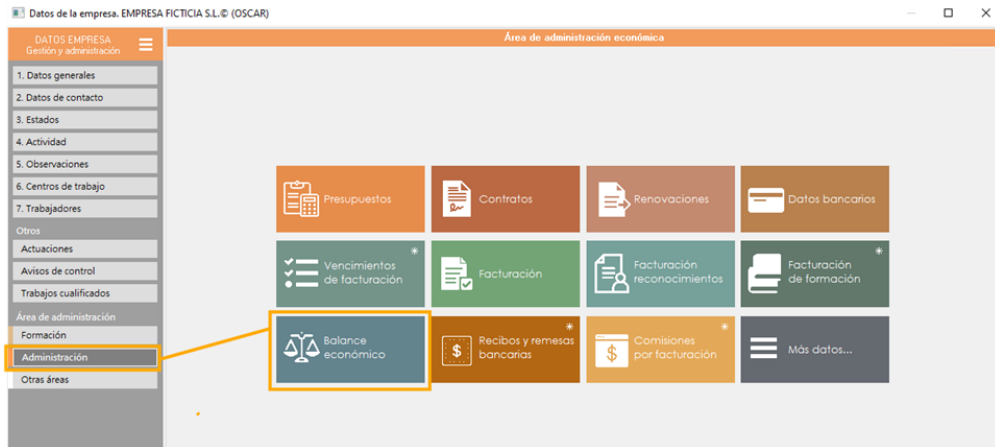 Datos de la empresa. EMPRESA FICTICIA S.L.© (OSCAR)
DATOS EMPRESA
Gestión y administración
Área de administración económica
1. Datos generales
2. Datos de contacto
3. Estados
4. Actividad
5. Observaciones
6. Centros de trabajo
7. Trabajadores
Otros
Actuaciones
Avisos de control
Trabajos cualificados
Área de administración
Formación
Administración
Otras áreas
Presupuestos
Contratos
Renovaciones
Datos bancarios
Vencimientos
de facturación
Facturación
Facturación
reconocimientos
Facturación
de formación
Balance
económico
Recibos y remesas
bancarias
Comisiones
por facturación
Más datos...